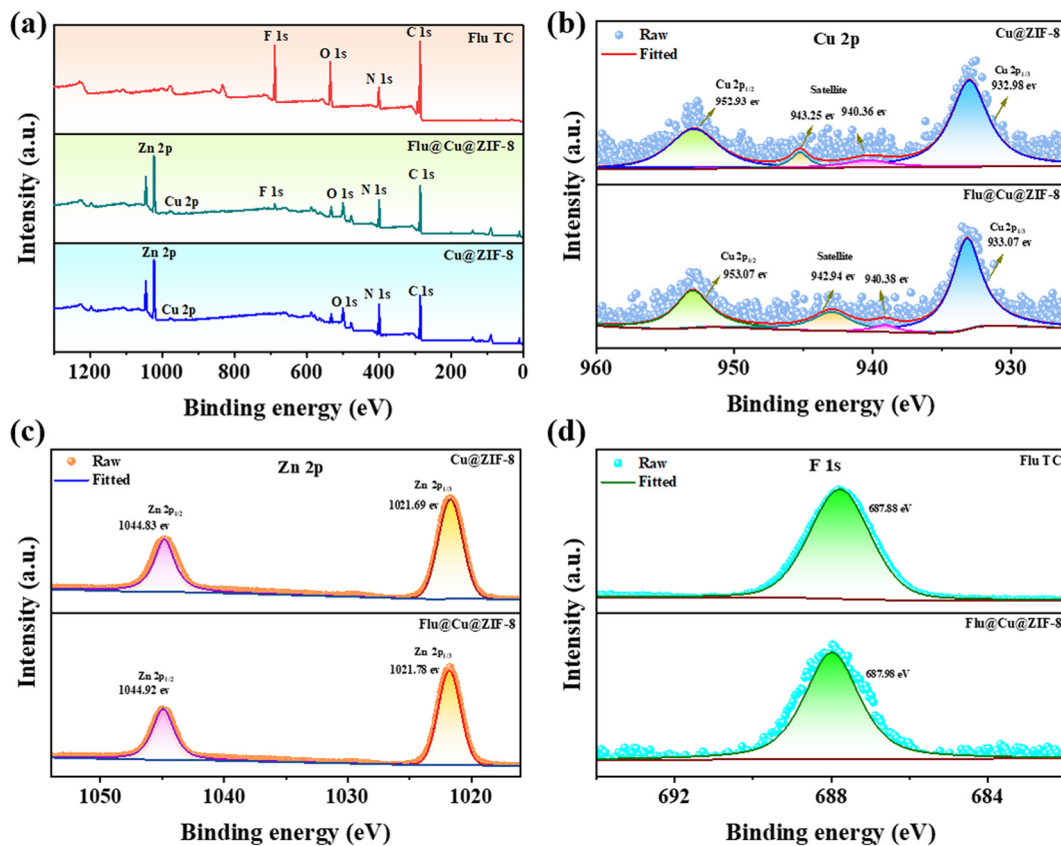 (a)
Flu TC
F 1s
O 1s
N 1s
C 1s
Flu@Cu@ZIF-8
Zn 2p
Cu 2p
F 1s
O 1s
N 1s
C 1s
Cu@ZIF-8
Zn 2p
Cu 2p
O 1s
N 1s
C 1s
Intensity (a.u.)
1200 1000 800 600 400 200 0
Binding energy (eV)
(b)
Raw
Fitted
Cu 2p
Cu@ZIF-8
Cu 2p1/2
952.93 ev
Satellite
943.25 ev
940.36 ev
Cu 2p1/3
932.98 ev
Flu@Cu@ZIF-8
Cu 2p1/2
953.07 ev
Satellite
942.94 ev
940.38 ev
Cu 2p1/3
933.07 ev
Intensity (a.u.)
960 950 940 930
Binding energy (eV)
(c)
Raw
Fitted
Zn 2p
Cu@ZIF-8
Zn 2p1/2
1044.83 ev
Zn 2p1/3
1021.69 ev
Flu@Cu@ZIF-8
Zn 2p1/2
1044.92 ev
Zn 2p1/3
1021.78 ev
Intensity (a.u.)
1050 1040 1030 1020
Binding energy (eV)
(d)
Raw
Fitted
F 1s
Flu TC
687.88 eV
Flu@Cu@ZIF-8
687.98 eV
Intensity (a.u.)
692 688 684
Binding energy (eV)